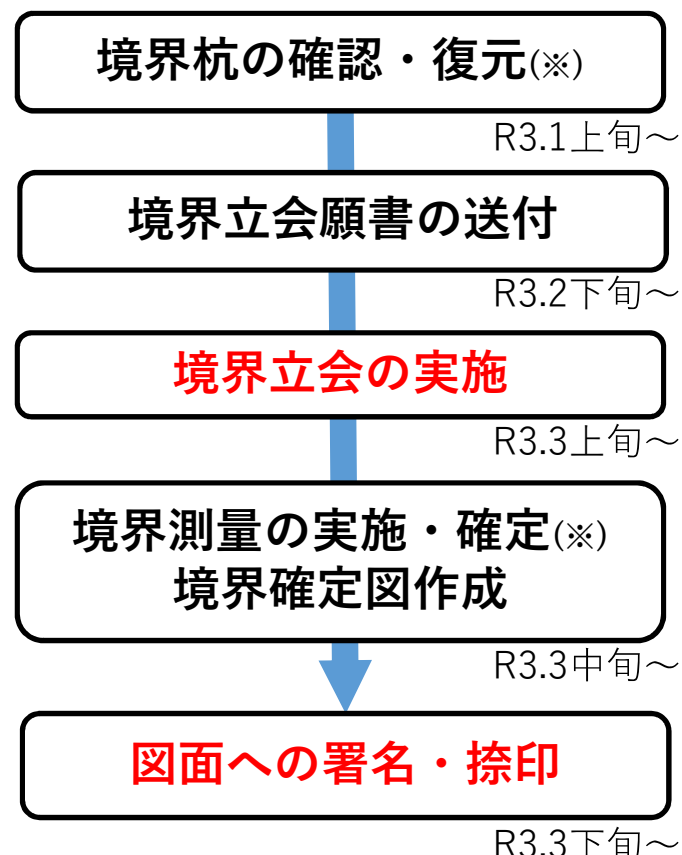 境界杭の確認・復元(※)
R3.1上旬～
境界立会願書の送付
R3.2下旬～
境界立会の実施
R3.3上旬～
境界測量の実施・確定(※)
境界確定図作成
R3.3中旬～
図面への署名・捺印
R3.3下旬～